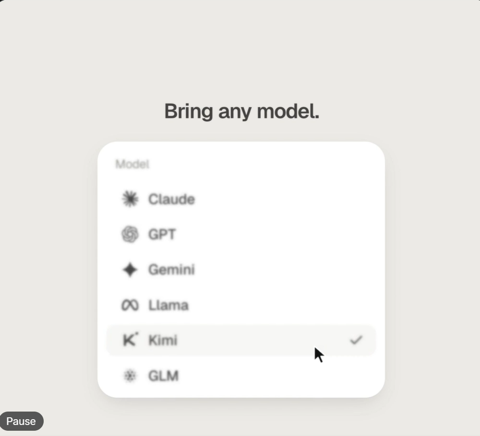 Bring any model.
Model
Claude
GPT
Gemini
Llama
Kimi
GLM
Pause